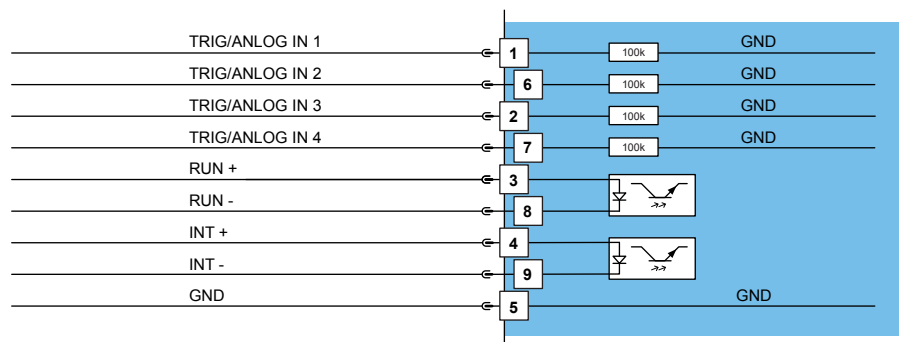 TRIG/ANLOG IN 1 1 100k GND
TRIG/ANLOG IN 2 6 100k GND
TRIG/ANLOG IN 3 2 100k GND
TRIG/ANLOG IN 4 7 100k GND
RUN + 3
RUN - 8
INT + 4
INT - 9
GND 5 GND